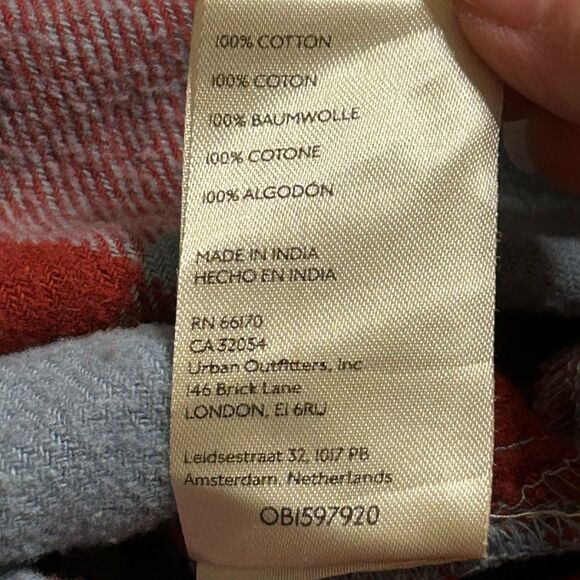 100% COTTON
100% COTON
100% BAUMWOLLE
100% COTONE
100% ALGODÓN
MADE IN INDIA
HECHO EN INDIA
RN 66170
CA 32054
Urban Outfitters, Inc
146 Brick Lane
LONDON, E1 6RU
Leidsestraat 32, 1017 PB
Amsterdam, Netherlands
OB1597920